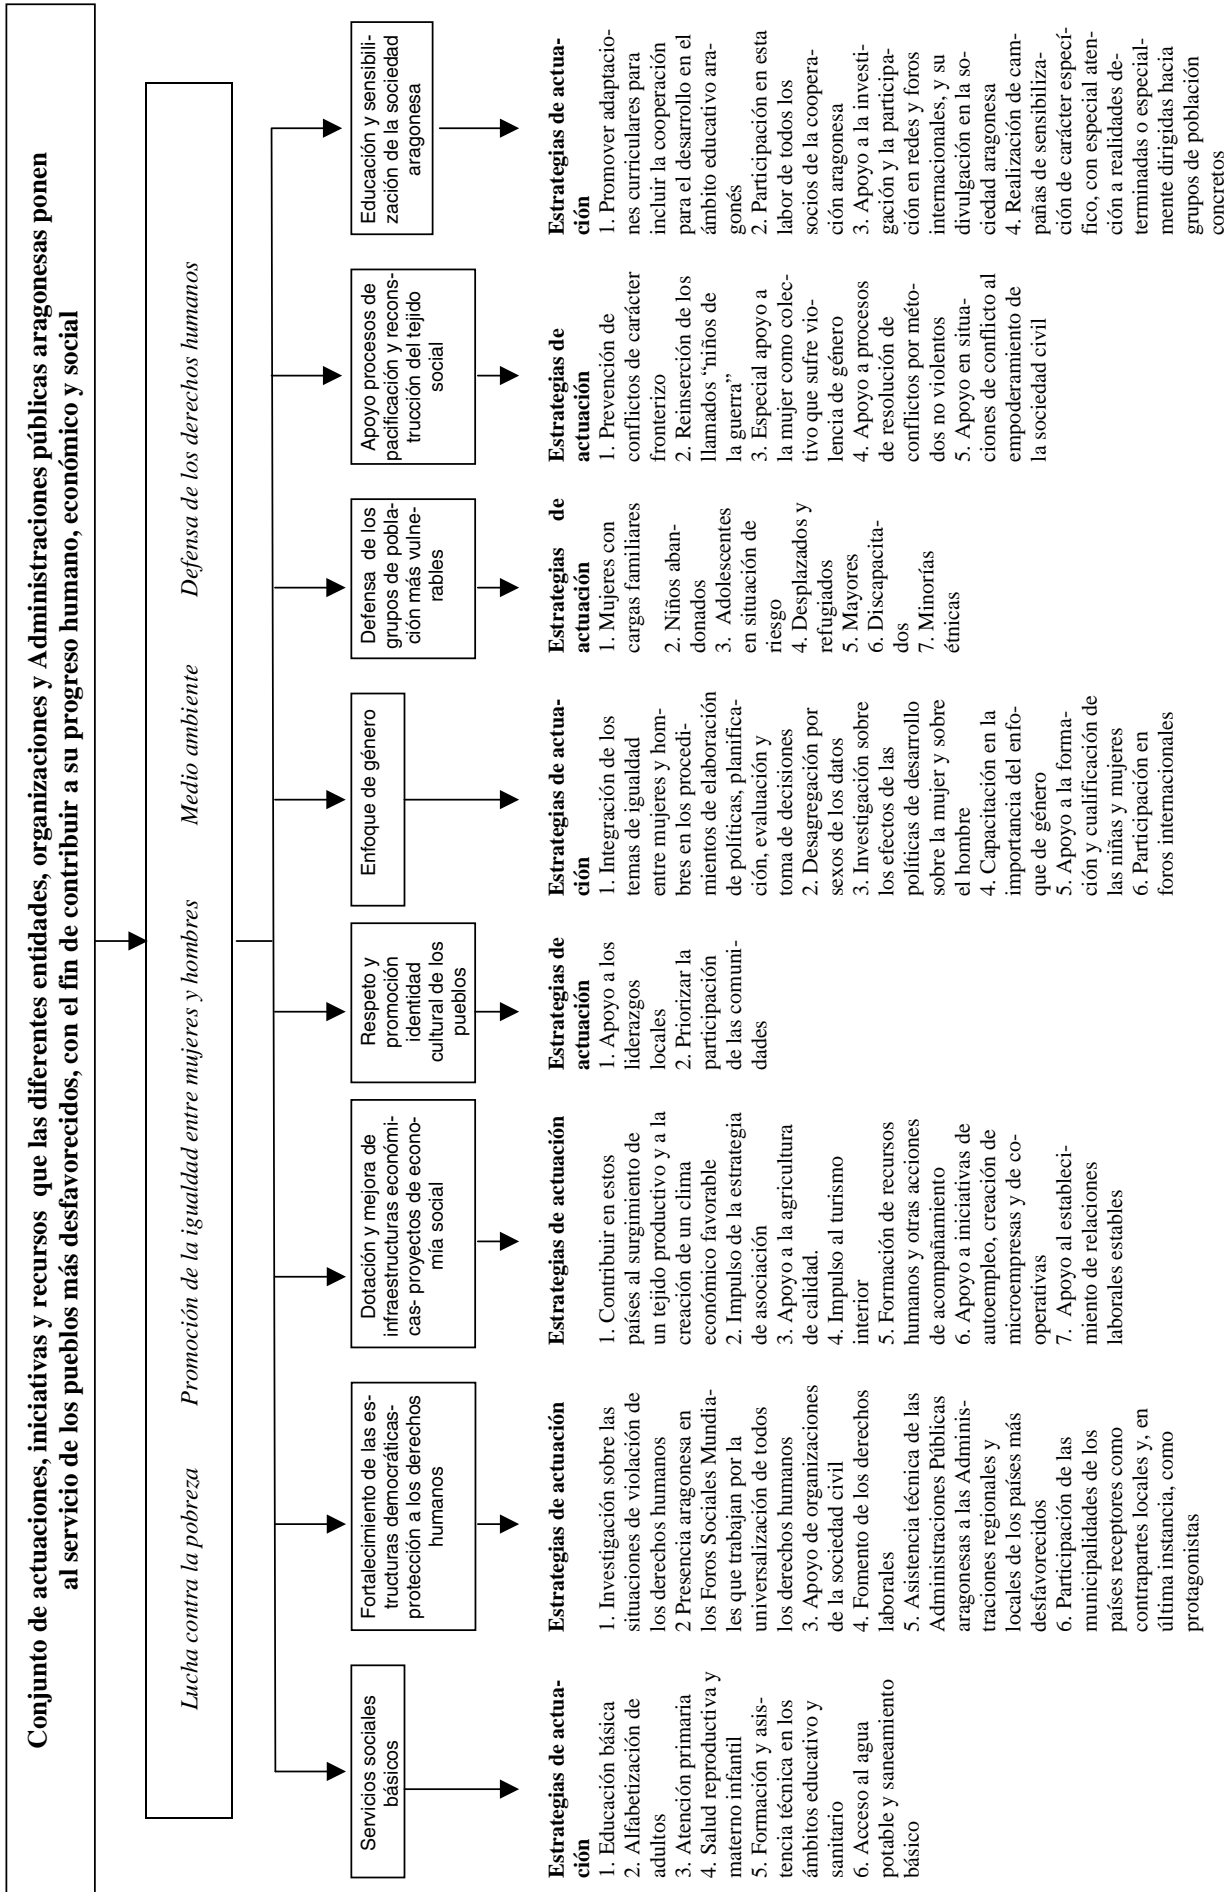 Conjunto de actuaciones, iniciativas y recursos  que las diferentes entidades, organizaciones y Administraciones públicas aragonesas ponen
al servicio de los pueblos más desfavorecidos, con el fin de contribuir a su progreso humano, económico y social
Lucha contra la pobreza
Promoción de la igualdad entre mujeres y hombres
Medio ambiente
Defensa de los derechos humanos
Servicios sociales
básicos
Estrategias de actua-
ción
1. Educación básica
2. Alfabetización de
adultos
3. Atención primaria
4. Salud reproductiva y
materno infantil
5. Formación y asis-
tencia técnica en los
ámbitos educativo y
sanitario
6. Acceso al agua
potable y saneamiento
básico
Fortalecimiento de las es-
tructuras democráticas-
protección a los derechos
humanos
Estrategias de actuación
1. Investigación sobre las
situaciones de violación de
los derechos humanos
2 Presencia aragonesa en
los Foros Sociales Mundia-
les que trabajan por la
universalización de todos
los derechos humanos
3. Apoyo de organizaciones
de la sociedad civil
4. Fomento de los derechos
laborales
5. Asistencia técnica de las
Administraciones Públicas
aragonesas a las Adminis-
traciones regionales y
locales de los países más
desfavorecidos
6. Participación de las
municipalidades de los
países receptores como
contrapartes locales y, en
última instancia, como
protagonistas
Dotación y mejora de
infraestructuras económi-
cas- proyectos de econo-
mía social
Estrategias de actuación
1. Contribuir en estos
países al surgimiento de
un tejido productivo y a la
creación de un clima
económico favorable
2. Impulso de la estrategia
de asociación
3. Apoyo a la agricultura
de calidad.
4. Impulso al turismo
interior
5. Formación de recursos
humanos y otras acciones
de acompañamiento
6. Apoyo a iniciativas de
autoempleo, creación de
microempresas y de co-
operativas
7.  Apoyo al estableci-
miento de relaciones
laborales estables
Respeto y
promoción
identidad
cultural de los
pueblos
Estrategias de
actuación
1. Apoyo a los
liderazgos
locales
2. Priorizar la
participación
de las comuni-
dades
Enfoque de género
Estrategias de actua-
ción
1. Integración de los
temas de igualdad
entre mujeres y hom-
bres en los procedi-
mientos de elaboración
de políticas, planifica-
ción, evaluación y
toma de decisiones
2. Desagregación por
sexos de los datos
3. Investigación sobre
los efectos de las
políticas de desarrollo
sobre la mujer y sobre
el hombre
4. Capacitación en la
importancia del enfo-
que de género
5. Apoyo a la forma-
ción y cualificación de
las niñas y mujeres
6. Participación en
foros internacionales
Defensa  de los
grupos de pobla-
ción más vulne-
rables
Estrategias de
actuación
1. Mujeres con
cargas familiares
2. Niños aban-
donados
3.  Adolescentes
en situación de
riesgo
4. Desplazados y
refugiados
5. Mayores
6. Discapacita-
dos
7. Minorías
étnicas
Apoyo procesos de
pacificación y recons-
trucción del tejido
social
Estrategias de
actuación
1. Prevención de
conflictos de carácter
fronterizo
2. Reinserción de los
llamados “niños de
la guerra”
3. Especial apoyo a
la mujer como colec-
tivo que sufre vio-
lencia de género
4. Apoyo a procesos
de resolución de
conflictos por méto-
dos no violentos
5. Apoyo en situa-
ciones de conflicto al
empoderamiento de
la sociedad civil
Educación y sensibili-
zación de la sociedad
aragonesa
Estrategias de actua-
ción
1. Promover adaptacio-
nes curriculares para
incluir la cooperación
para el desarrollo en el
ámbito educativo ara-
gonés
2. Participación en esta
labor de todos los
socios de la coopera-
ción aragonesa
3. Apoyo a la investi-
gación y la participa-
ción en redes y foros
internacionales, y su
divulgación en la so-
ciedad aragonesa
4. Realización de cam-
pañas de sensibiliza-
ción de carácter especí-
fico, con especial aten-
ción a realidades de-
terminadas o especial-
mente dirigidas hacia
grupos de población
concretos